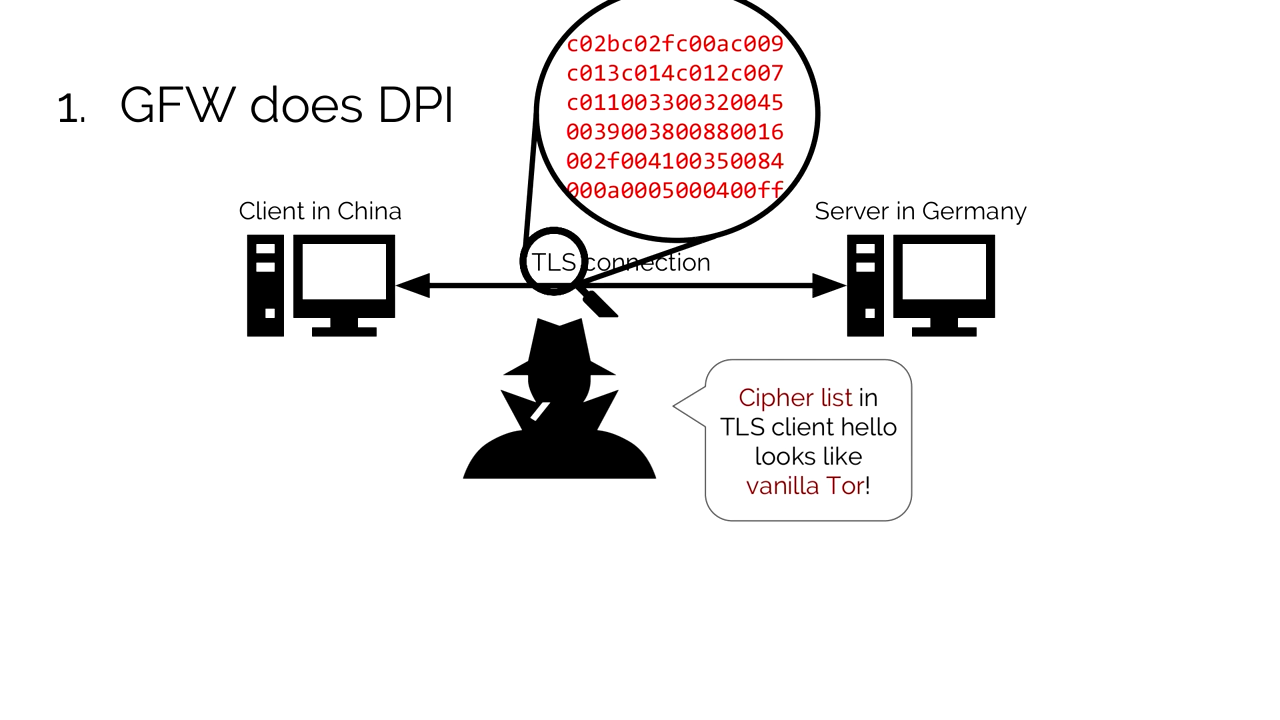 c02bc02fc00ac009
c013c014c012c007
c011003300320045
0039003800880016
002f004100350084
000a0005000400ff
1. GFW does DPI
Client in China
Server in Germany
TLS connection
Cipher list in
TLS client hello
looks like
vanilla Tor!